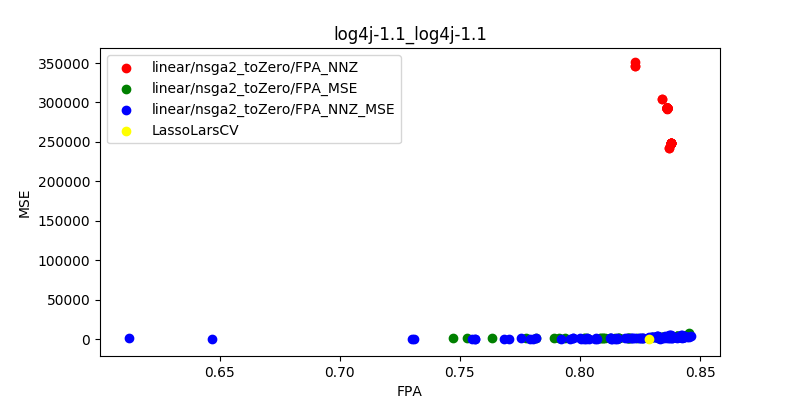 log4j-1.1_log4j-1.1
linear/nsga2_toZero/FPA_NNZ
linear/nsga2_toZero/FPA_MSE
linear/nsga2_toZero/FPA_NNZ_MSE
LassoLarsCV
MSE
350000
300000
250000
200000
150000
100000
50000
0
0.65 0.70 0.75 0.80 0.85
FPA